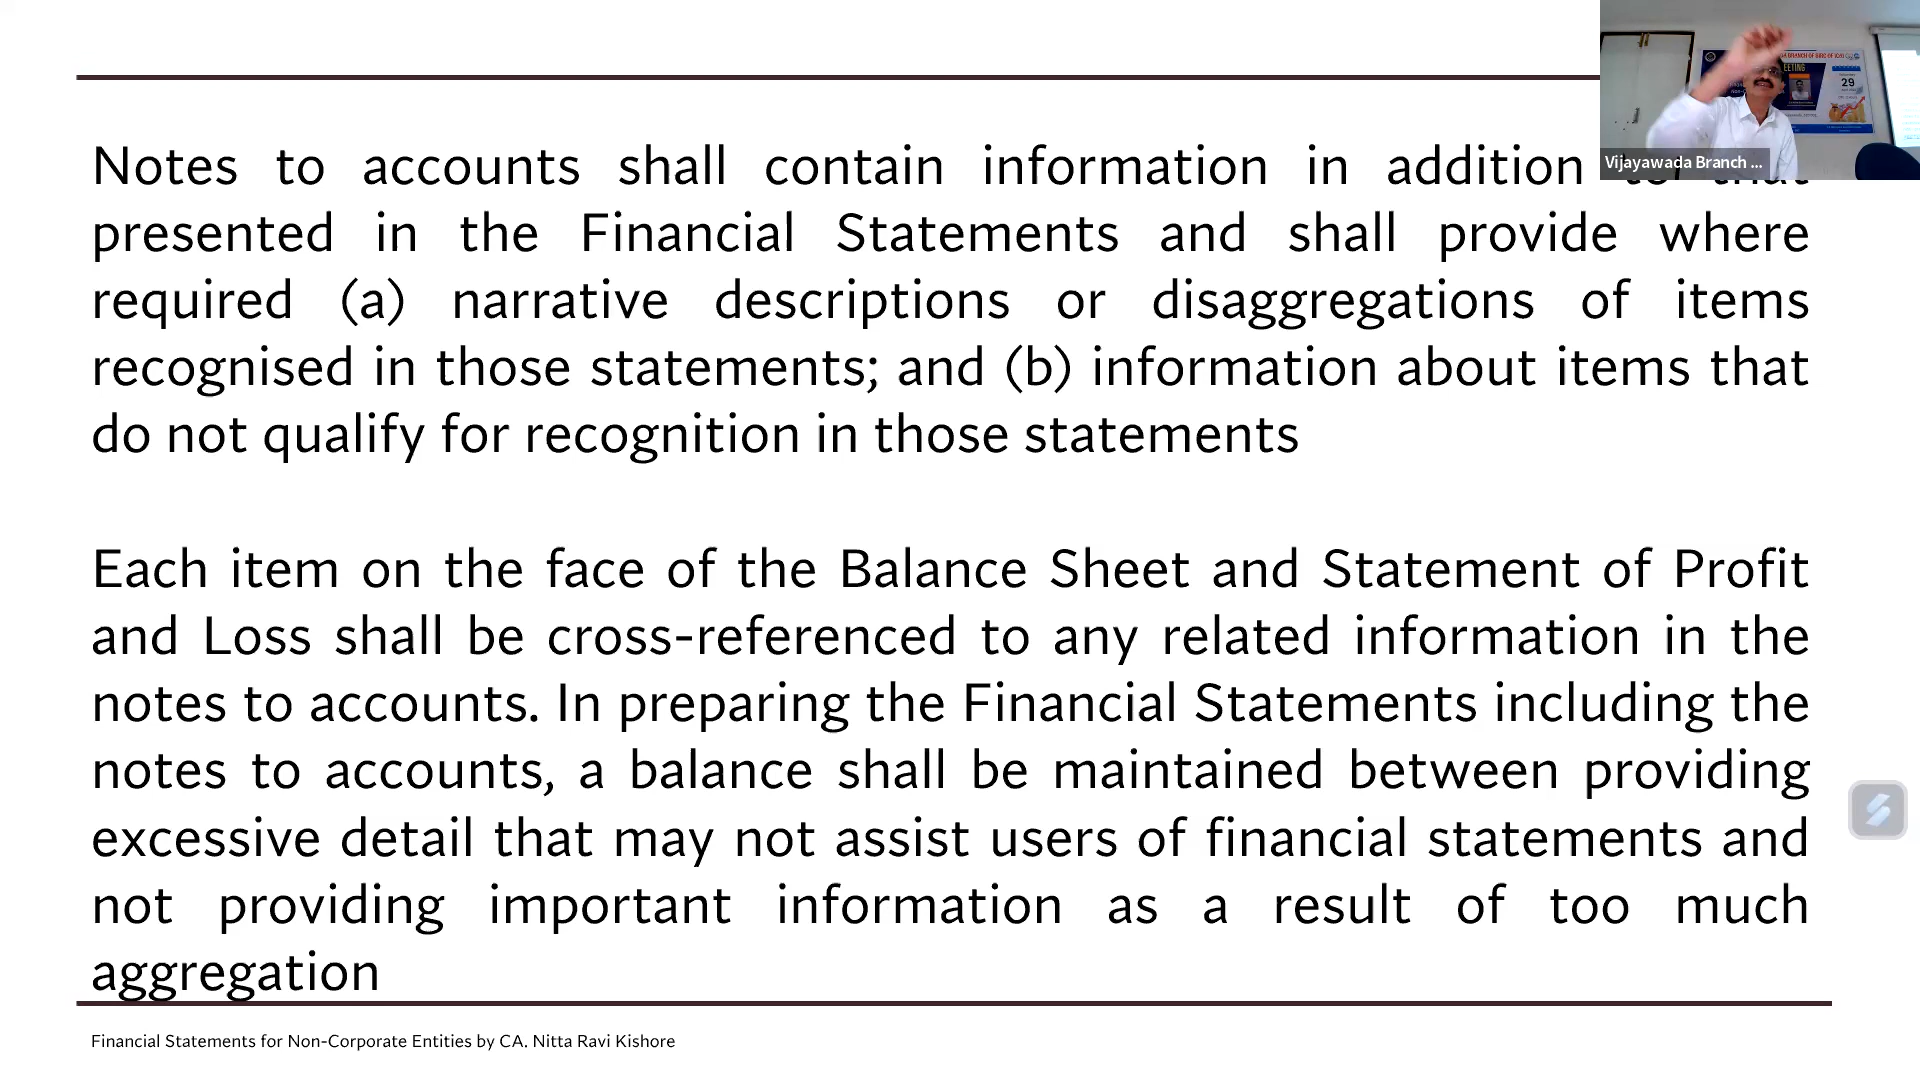 Notes to accounts shall contain information in addition to that
presented in the Financial Statements and shall provide where
required (a) narrative descriptions or disaggregations of items
recognised in those statements; and (b) information about items that
do not qualify for recognition in those statements
Each item on the face of the Balance Sheet and Statement of Profit
and Loss shall be cross-referenced to any related information in the
notes to accounts. In preparing the Financial Statements including the
notes to accounts, a balance shall be maintained between providing
excessive detail that may not assist users of financial statements and
not providing important information as a result of too much
aggregation
Financial Statements for Non-Corporate Entities by CA. Nitta Ravi Kishore
Vijayawada Branch ...
29